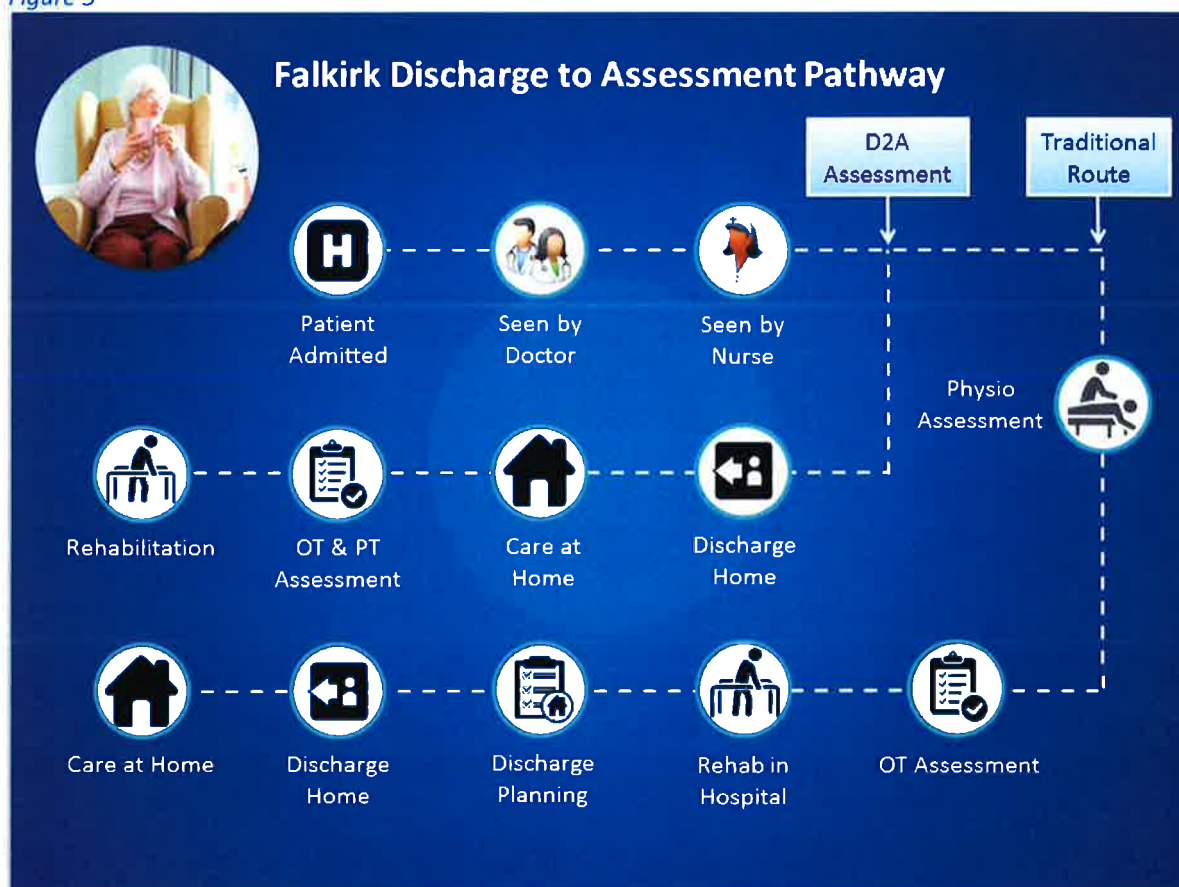 Figure 3
Falkirk Discharge to Assessment Pathway
D2A
Assessment
Traditional
Route
H
Patient
Admitted
Seen by
Doctor
Seen by
Nurse
Physio
Assessment
Rehabilitation
OT & PT
Assessment
Care at
Home
Discharge
Home
Care at Home
Discharge
Home
Discharge
Planning
Rehab in
Hospital
OT Assessment